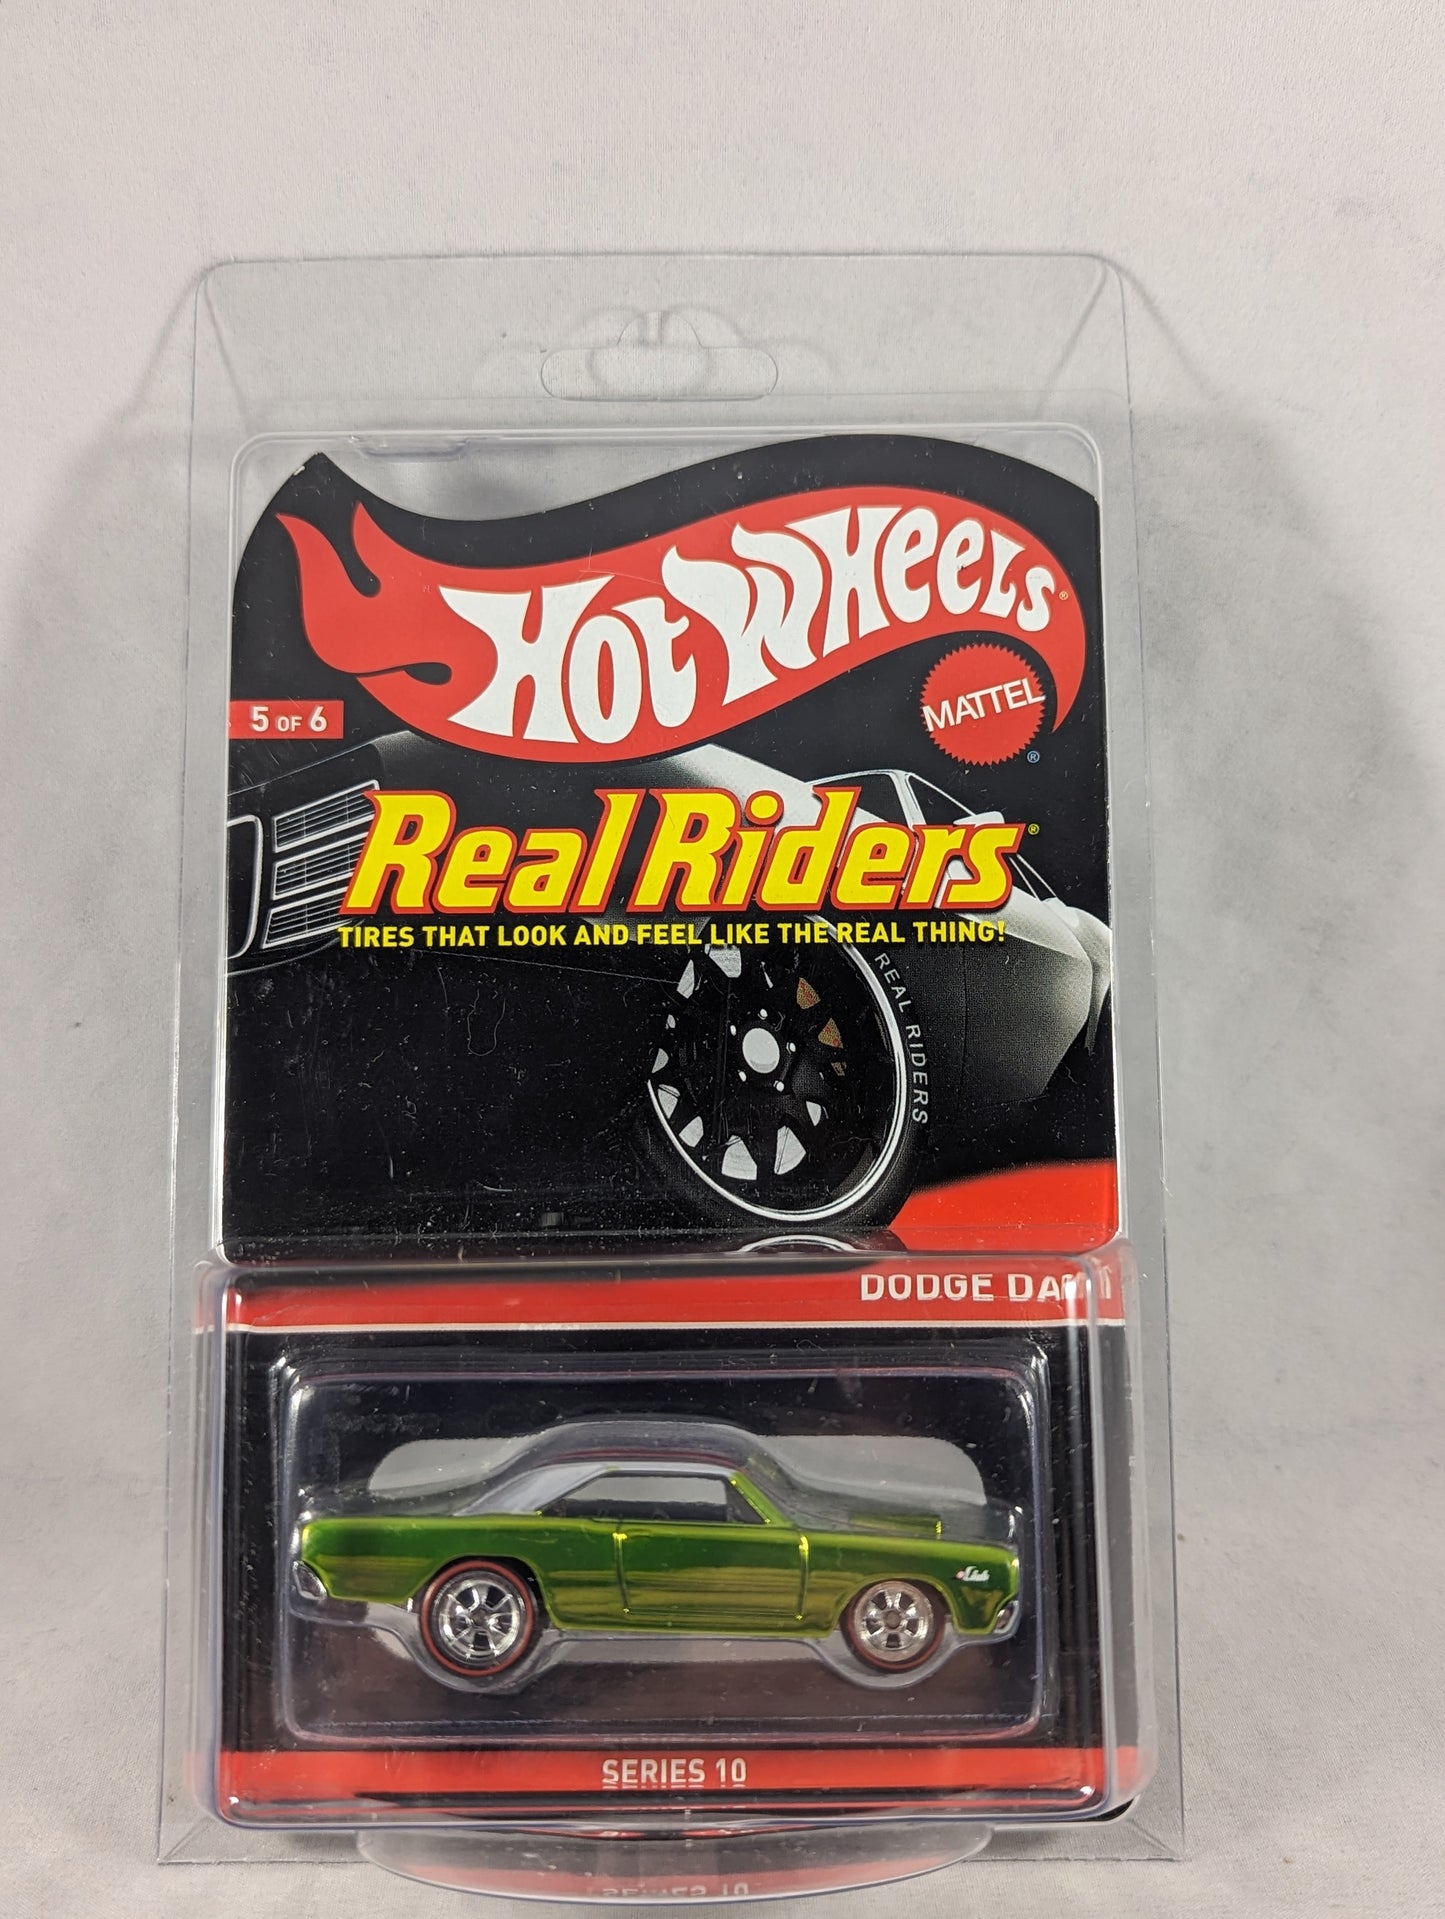 HOT WHEELS®
MATTEL
®
5 OF 6
Real Riders®
TIRES THAT LOOK AND FEEL LIKE THE REAL THING!
REAL RIDERS
DODGE
SERIES 10